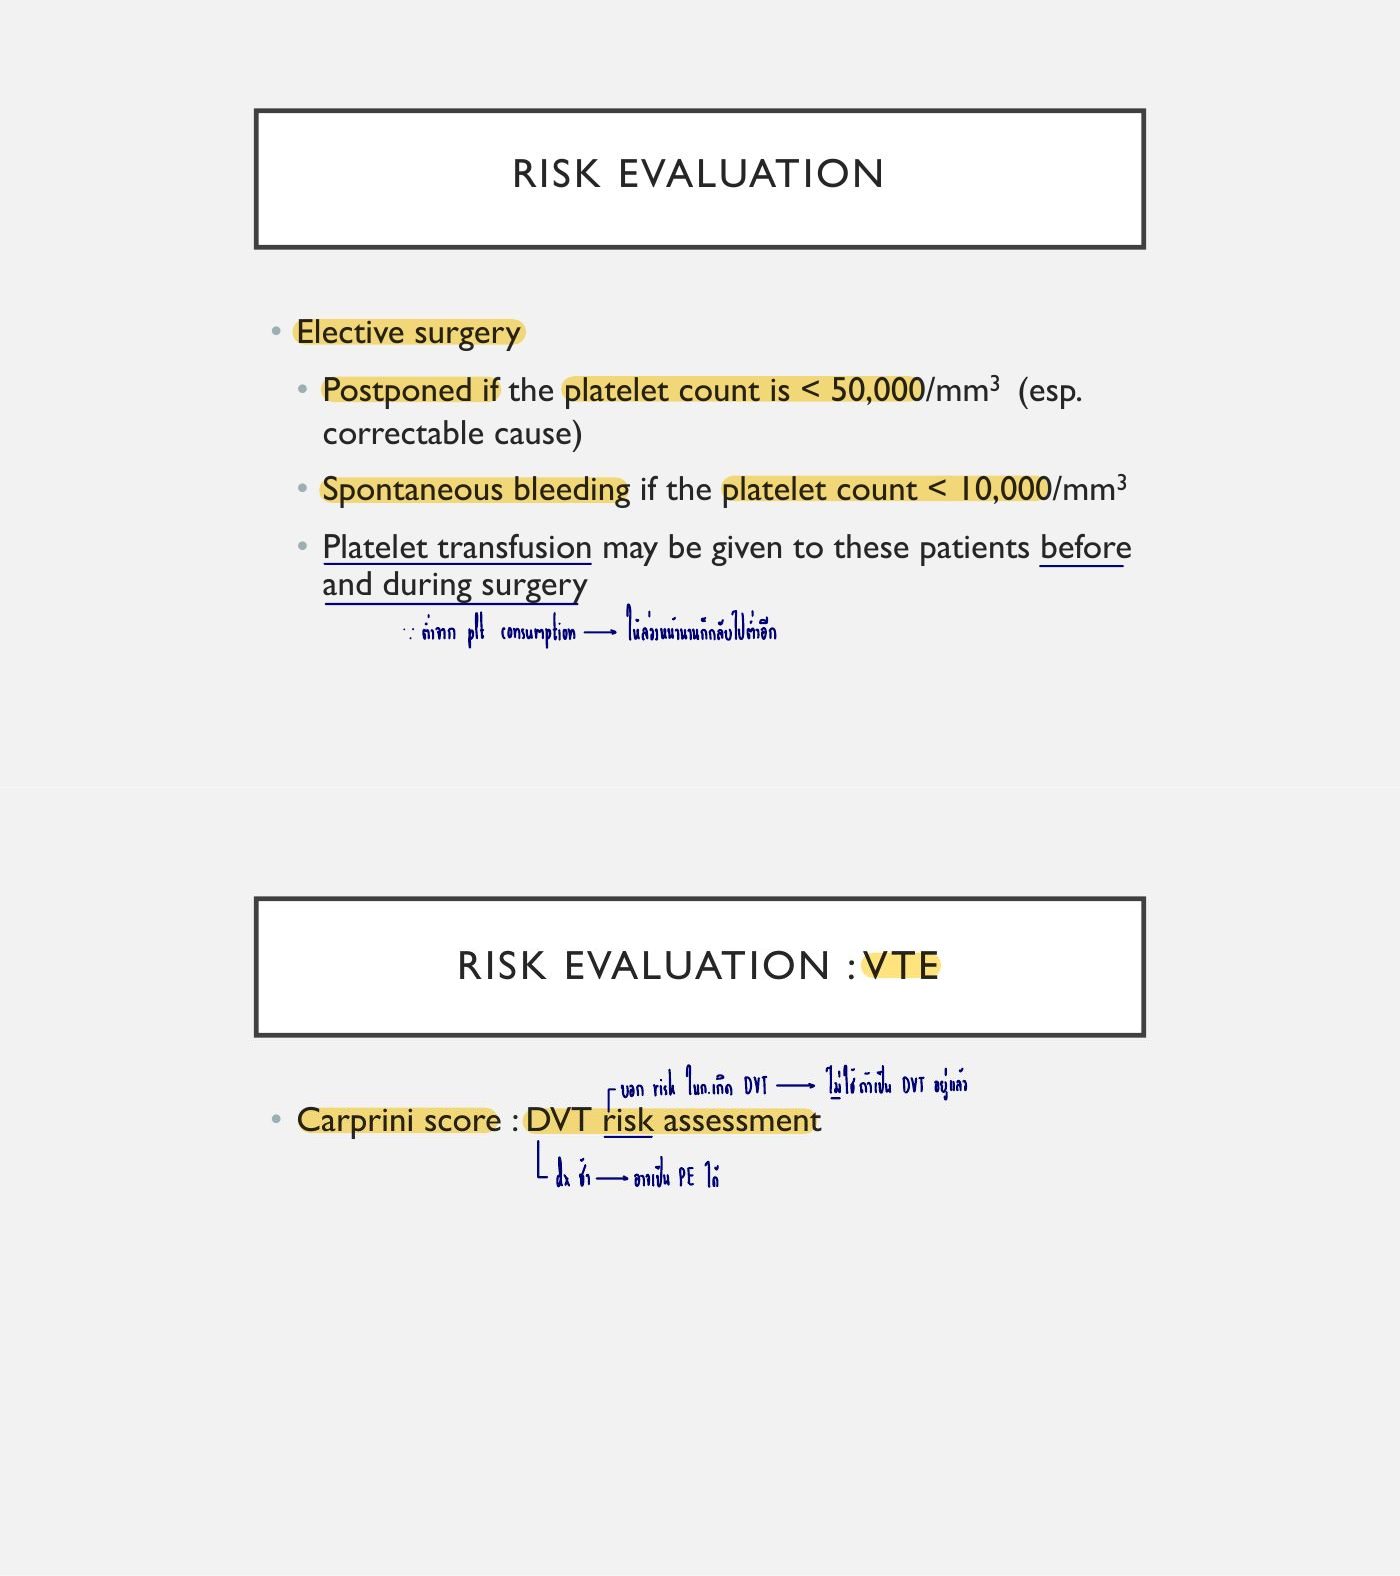 RISK EVALUATION
• Elective surgery
• Postponed if the platelet count is < 50,000/mm³ (esp.
correctable cause)
• Spontaneous bleeding if the platelet count < 10,000/mm³
• Platelet transfusion may be given to these patients before
and during surgery
∵ ต่ำจาก plt consumption → ให้ล่วงหน้านานก็กลับไปต่ำอีก
RISK EVALUATION : VTE
บอก risk ในก.เกิด DVT → ไม่ใช้ถ้าเป็น DVT อยู่แล้ว
• Carprini score : DVT risk assessment
dx ช้า → อาจเป็น PE ได้